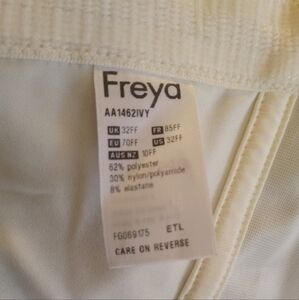 Freya
AA1462IVY
UK 32FF FR 85FF
EU 70FF US 32FF
AUS NZ 10FF
62% polyester
30% nylon/polyamide
8% elastane
FG069175 ETL
CARE ON REVERSE